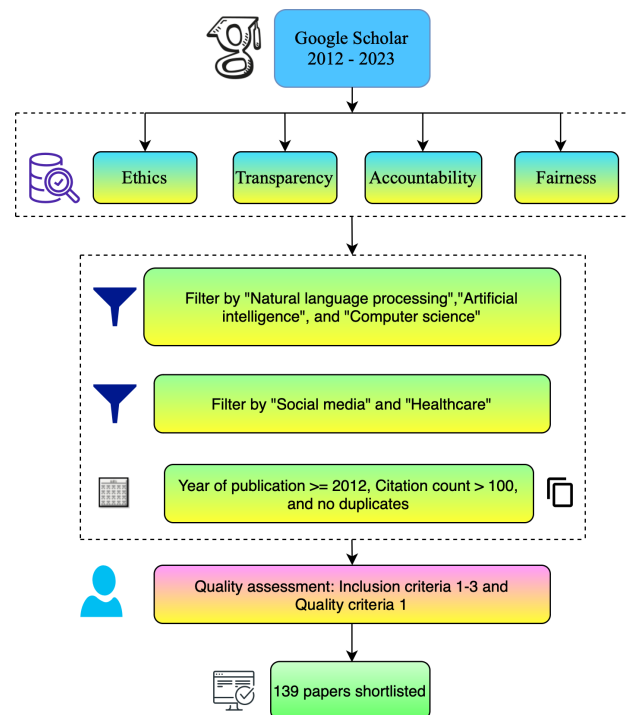 Google Scholar
2012 - 2023
Ethics
Transparency
Accountability
Fairness
Filter by "Natural language processing","Artificial
intelligence", and "Computer science"
Filter by "Social media" and "Healthcare"
Year of publication >= 2012, Citation count > 100,
and no duplicates
Quality assessment: Inclusion criteria 1-3 and
Quality criteria 1
139 papers shortlisted